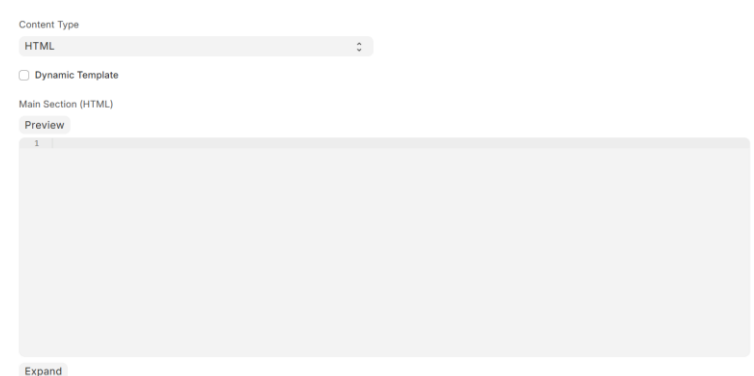 Content Type
HTML
Dynamic Template
Main Section (HTML)
Preview
1
Expand